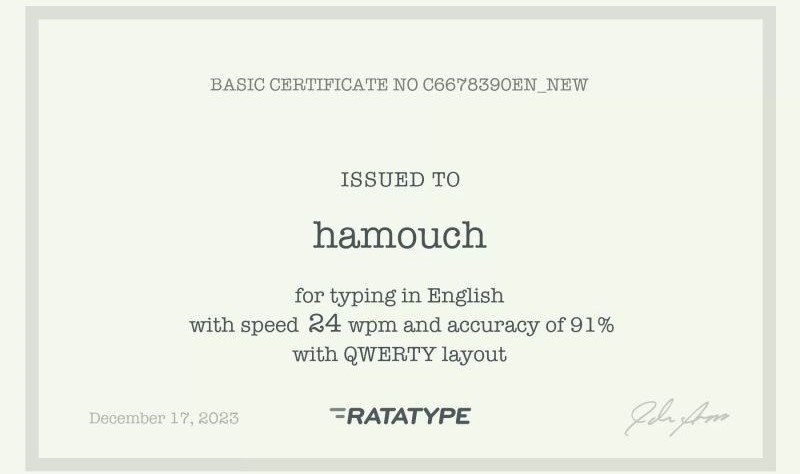 BASIC CERTIFICATE NO C6678390EN_NEW
ISSUED TO
hamouch
for typing in English
with speed 24 wpm and accuracy of 91%
with QWERTY layout
December 17, 2023
RATATYPE